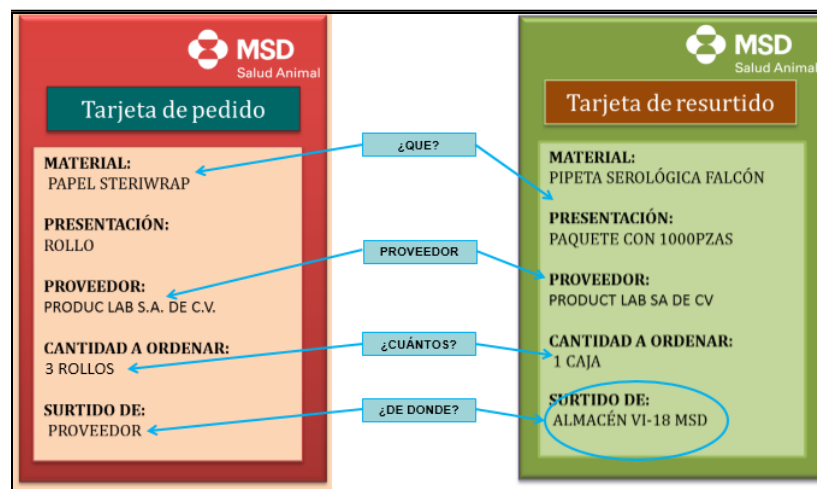 MSD
Salud Animal
Tarjeta de pedido
MATERIAL:
PAPEL STERIWRAP
PRESENTACIÓN:
ROLLO
PROVEEDOR:
PRODUC LAB S.A. DE C.V.
CANTIDAD A ORDENAR:
3 ROLLOS
SURTIDO DE:
PROVEEDOR
¿QUE?
PROVEEDOR
¿CUÁNTOS?
¿DE DONDE?
MSD
Salud Animal
Tarjeta de resurtido
MATERIAL:
PIPETA SEROLÓGICA FALCÓN
PRESENTACIÓN:
PAQUETE CON 1000PZAS
PROVEEDOR:
PRODUCT LAB SA DE CV
CANTIDAD A ORDENAR:
1 CAJA
SURTIDO DE:
ALMACÉN VI-18 MSD